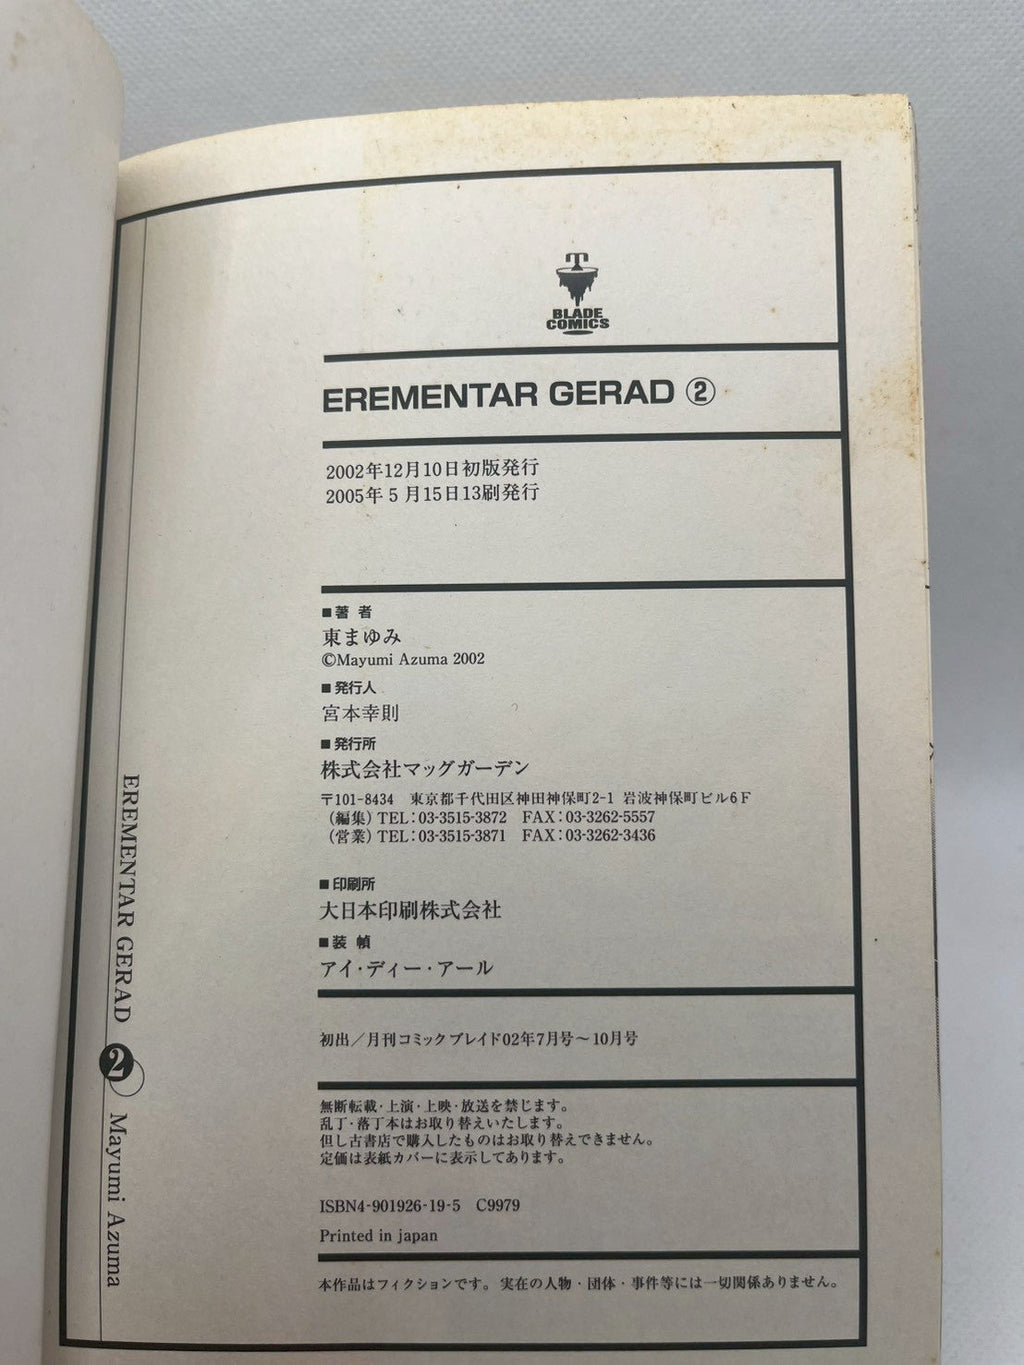 BLADE
COMICS
EREMENTAR GERAD ②
2002年12月10日初版発行
2005年5月15日13刷発行
■著 者
東まゆみ
©Mayumi Azuma 2002
■発行人
宮本幸則
■発行所
株式会社マッグガーデン
〒101-8434 東京都千代田区神田神保町2-1 岩波神保町ビル6F
（編集）TEL：03-3515-3872 FAX：03-3262-5557
（営業）TEL：03-3515-3871 FAX：03-3262-3436
■印刷所
大日本印刷株式会社
■装 幀
アイ・ディー・アール
初出／月刊コミックブレイド02年7月号～10月号
無断転載・上演・上映・放送を禁じます。
乱丁・落丁本はお取り替えいたします。
但し古書店で購入したものはお取り替えできません。
定価は表紙カバーに表示してあります。
ISBN4-901926-19-5 C9979
Printed in japan
本作品はフィクションです。実在の人物・団体・事件等には一切関係ありません。
EREMENTAR GERAD 2 Mayumi Azuma